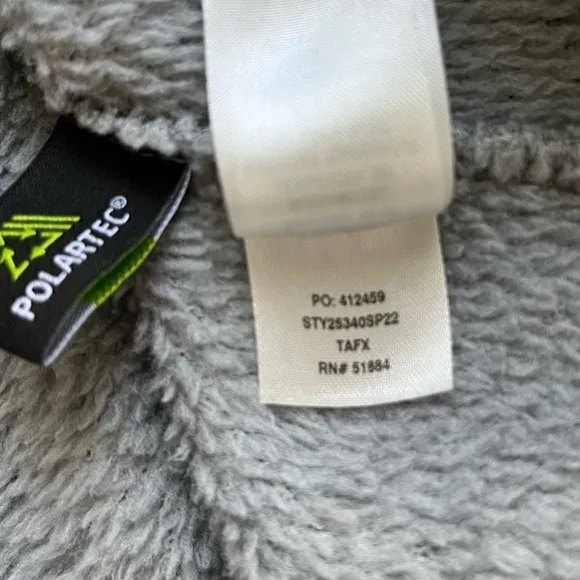 POLARTEC®
PO: 412459
STY25340SP22
TAFX
RN# 51884